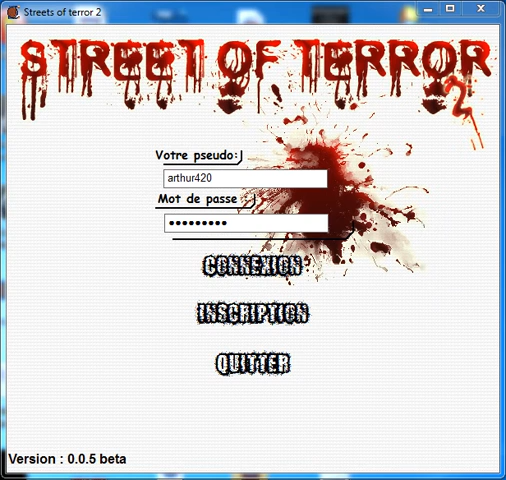 Streets of terror 2
STREET OF TERROR
2
Votre pseudo:
arthur420
Mot de passe
•••••••••
CONNEXION
INSCRIPTION
QUITTER
Version : 0.0.5 beta